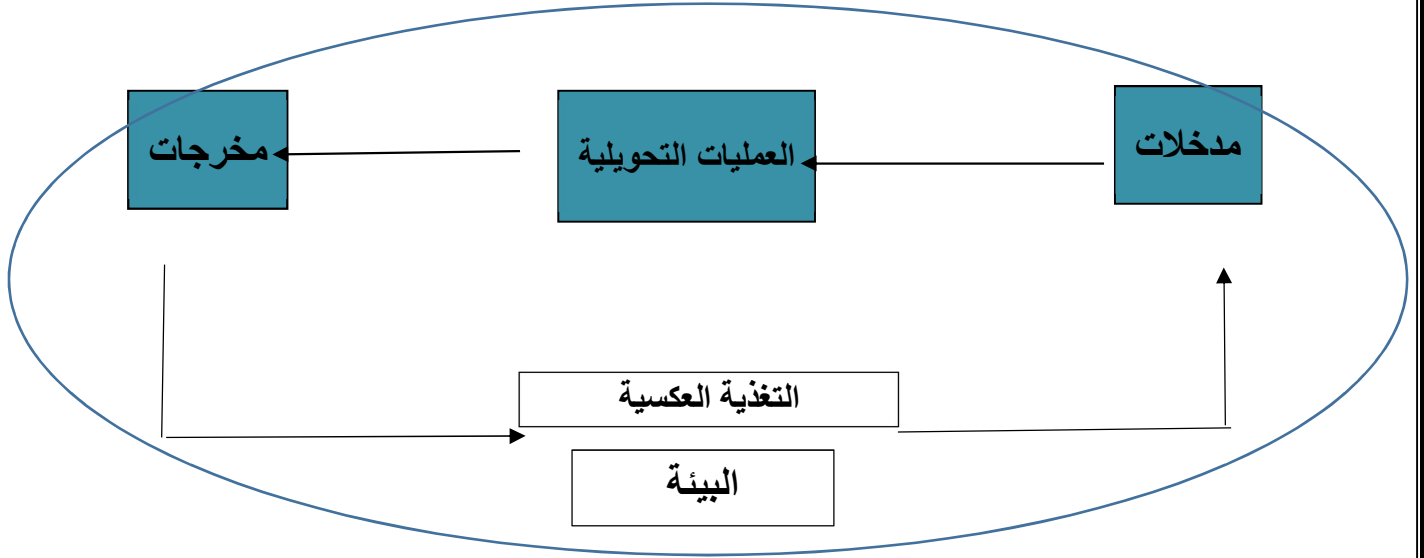 مدخلات
العمليات التحويلية
مخرجات
التغذية العكسية
البيئة